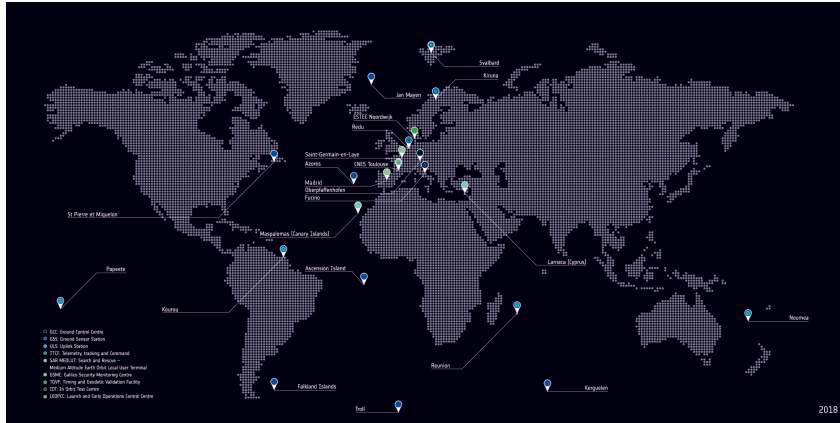 Svalbard
Kiruna
Jan Mayen
ESTEC Noordwijk
Redu
Saint-Germain-en-Laye
Azores
CNES Toulouse
Madrid
Oberpfaffenhofen
Fucino
St Pierre et Miquelon
Maspalomas (Canary Islands)
Larnaca (Cyprus)
Papeete
Ascension Island
Kourou
Noumea
Reunion
GCC: Ground Control Centre
GSS: Ground Sensor Station
ULS: Uplink Station
TTCF: Telemetry, tracking and Command
SAR MEOLUT: Search and Rescue –
Medium Altitude Earth Orbit Local User Terminal
GSMC: Galileo Security Monitoring Centre
TGVF: Timing and Geodetic Validation Facility
IOT: In Orbit Test Centre
LEOPCC: Launch and Early Operations Control Centre
Falkland Islands
Kerguelen
Troll
2018